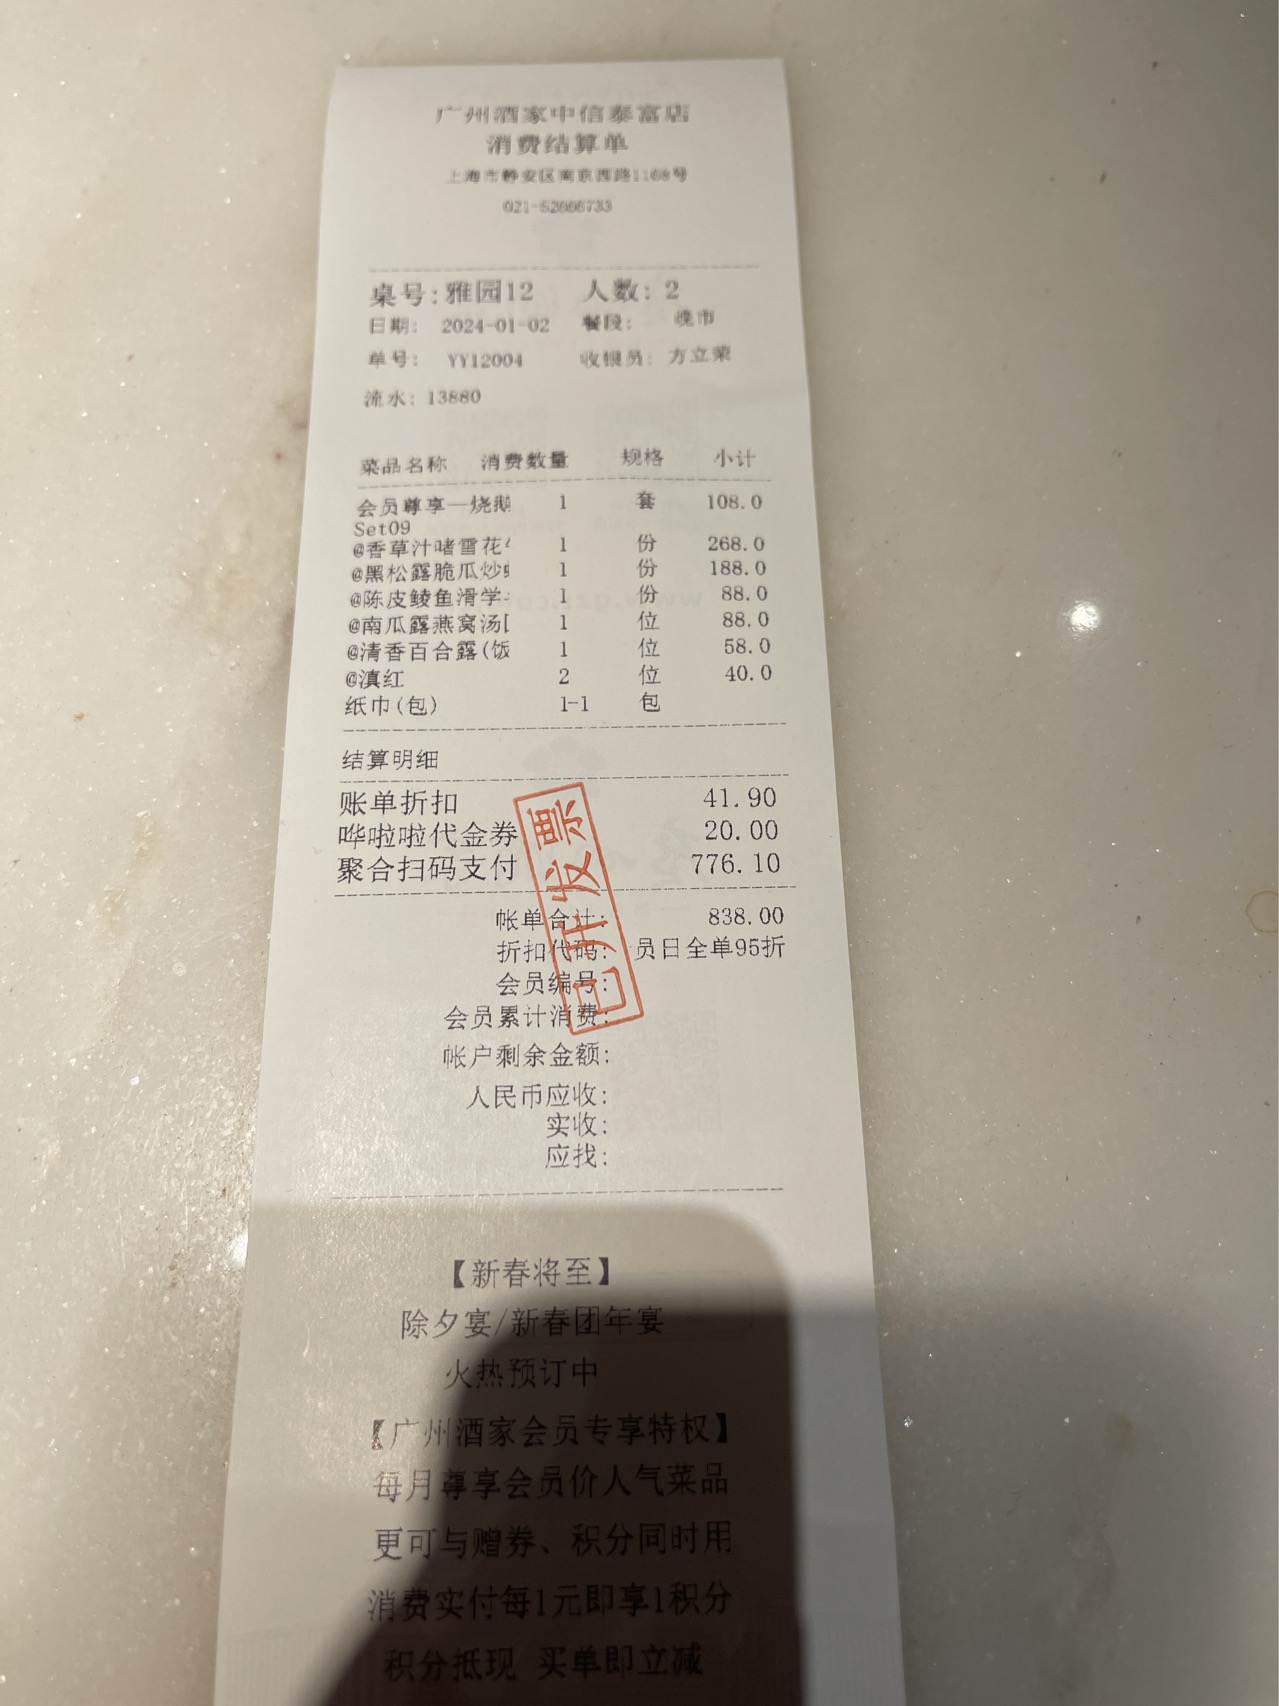 广州酒家中信泰富店
消费结算单
上海市静安区南京西路1168号
021-52666733
桌号:雅园12 人数: 2
日期: 2024-01-02 餐段: 晚市
单号: YY12004 收银员: 方立荣
流水: 13880
菜品名称 消费数量 规格 小计
会员尊享一烧鹅 1 套 108.0
Set09
@香草汁啫雪花 1 份 268.0
@黑松露脆瓜炒 1 份 188.0
@陈皮鲮鱼滑学 1 份 88.0
@南瓜露燕窝汤 1 位 88.0
@清香百合露(饭 1 位 58.0
@滇红 2 位 40.0
纸巾(包) 1-1 包
结算明细
账单折扣 41.90
哗啦啦代金券 20.00
聚合扫码支付 776.10
已开发票
帐单合计: 838.00
折扣代码: 员日全单95折
会员编号:
会员累计消费:
帐户剩余金额:
人民币应收:
实收:
应找:
【新春将至】
除夕宴/新春团年宴
火热预订中
【广州酒家会员专享特权】
每月尊享会员价人气菜品
更可与赠券、积分同时用
消费实付每1元即享1积分
积分抵现 买单即立减